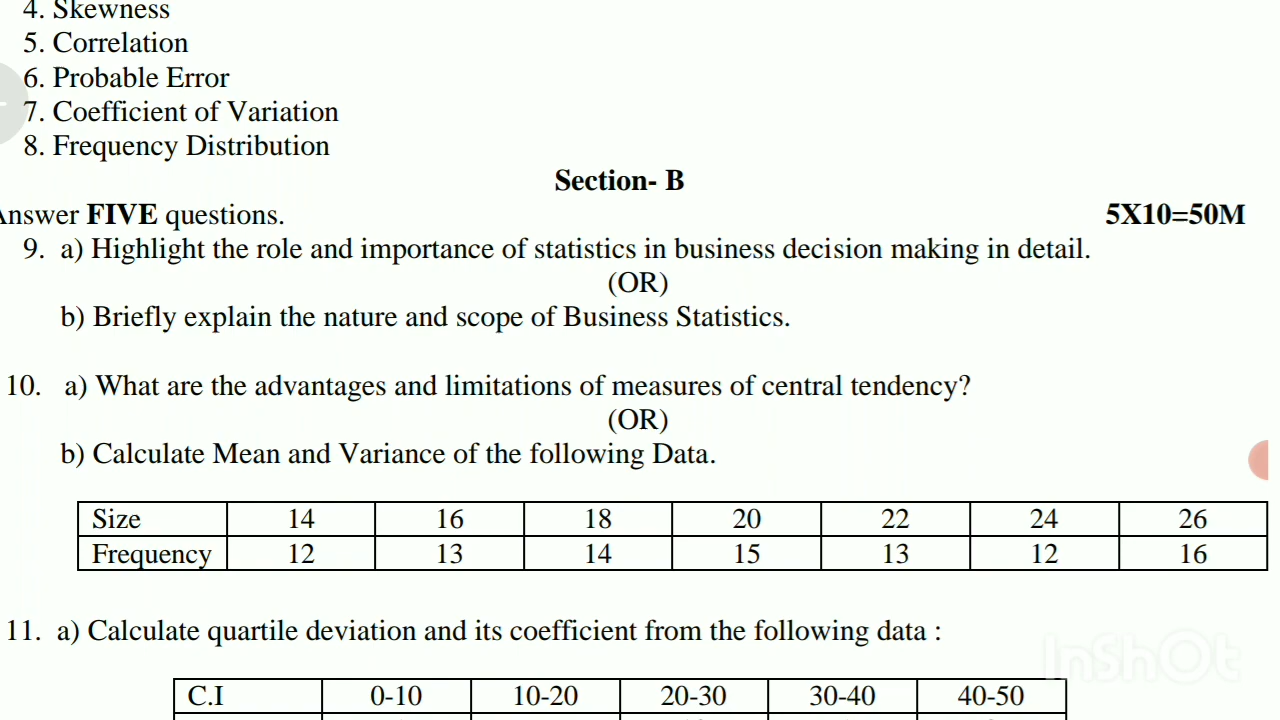 4. Skewness
5. Correlation
6. Probable Error
7. Coefficient of Variation
8. Frequency Distribution
Section- B
Answer FIVE questions. 5X10=50M
9. a) Highlight the role and importance of statistics in business decision making in detail.
(OR)
b) Briefly explain the nature and scope of Business Statistics.
10. a) What are the advantages and limitations of measures of central tendency?
(OR)
b) Calculate Mean and Variance of the following Data.
Size 14 16 18 20 22 24 26
Frequency 12 13 14 15 13 12 16
11. a) Calculate quartile deviation and its coefficient from the following data :
InShOt
C.I 0-10 10-20 20-30 30-40 40-50